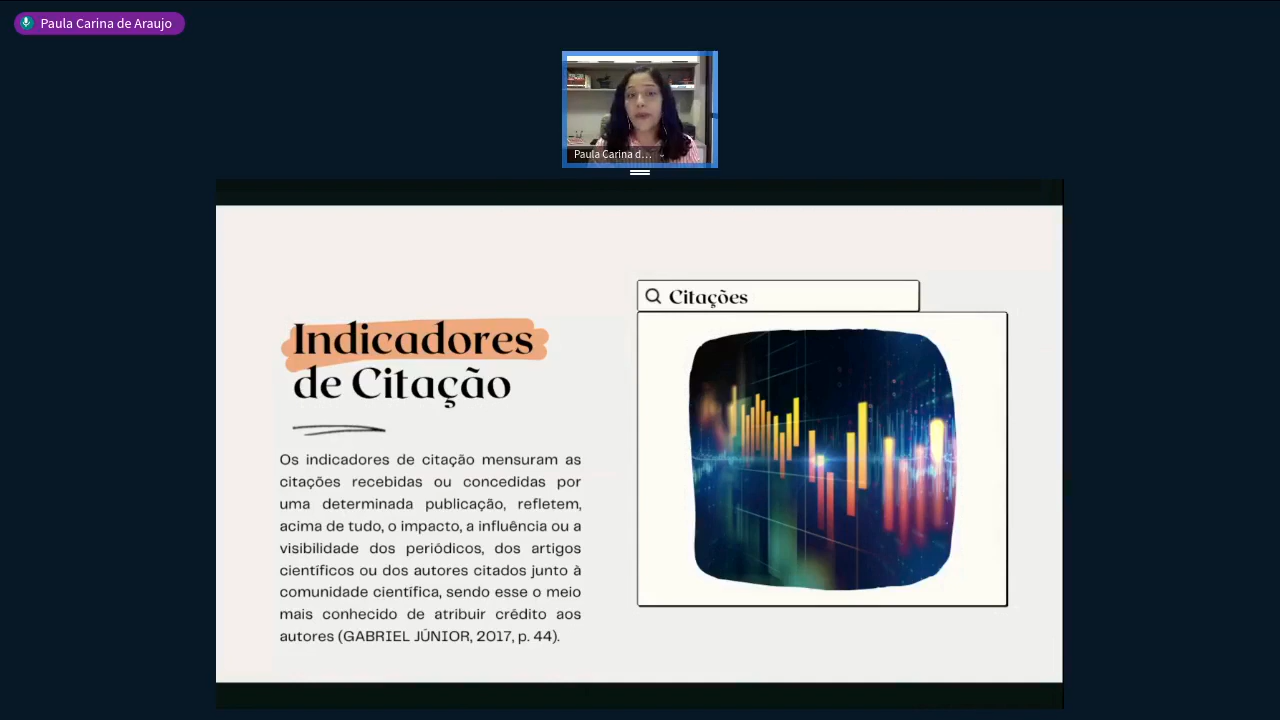 Paula Carina de Araujo
Paula Carina d...
Citações
Indicadores
de Citação
Os indicadores de citação mensuram as
citações recebidas ou concedidas por
uma determinada publicação, refletem,
acima de tudo, o impacto, a influência ou a
visibilidade dos periódicos, dos artigos
científicos ou dos autores citados junto à
comunidade científica, sendo esse o meio
mais conhecido de atribuir crédito aos
autores (GABRIEL JÚNIOR, 2017, p. 44).